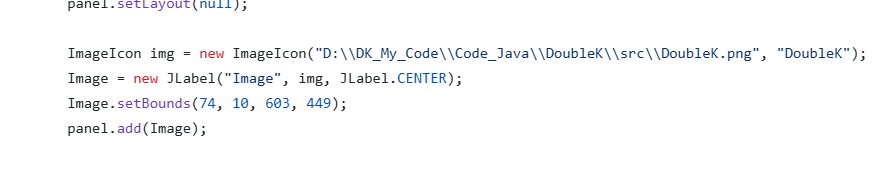 panel.setLayout(null);
ImageIcon img = new ImageIcon("D:\\DK_My_Code\\Code_Java\\DoubleK\\src\\DoubleK.png", "DoubleK");
Image = new JLabel("Image", img, JLabel.CENTER);
Image.setBounds(74, 10, 603, 449);
panel.add(Image);